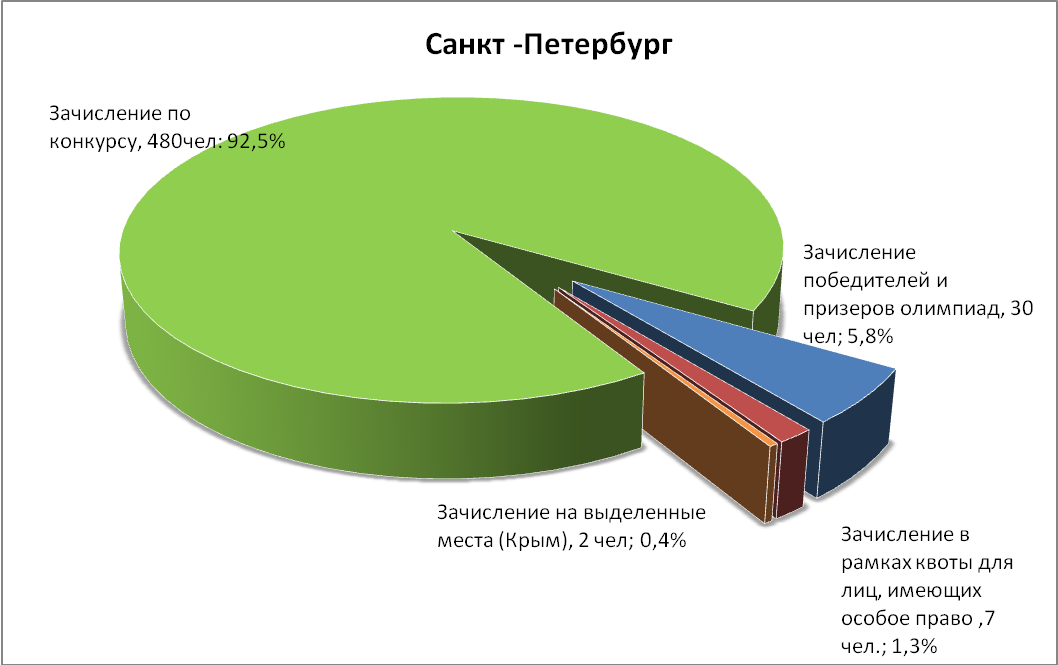 Санкт -Петербург
Зачисление по
конкурсу, 480чел: 92,5%
Зачисление
победителей и
призеров олимпиад, 30
чел; 5,8%
Зачисление на выделенные
места (Крым), 2 чел; 0,4%
Зачисление в
рамках квоты для
лиц, имеющих
особое право ,7
чел.; 1,3%